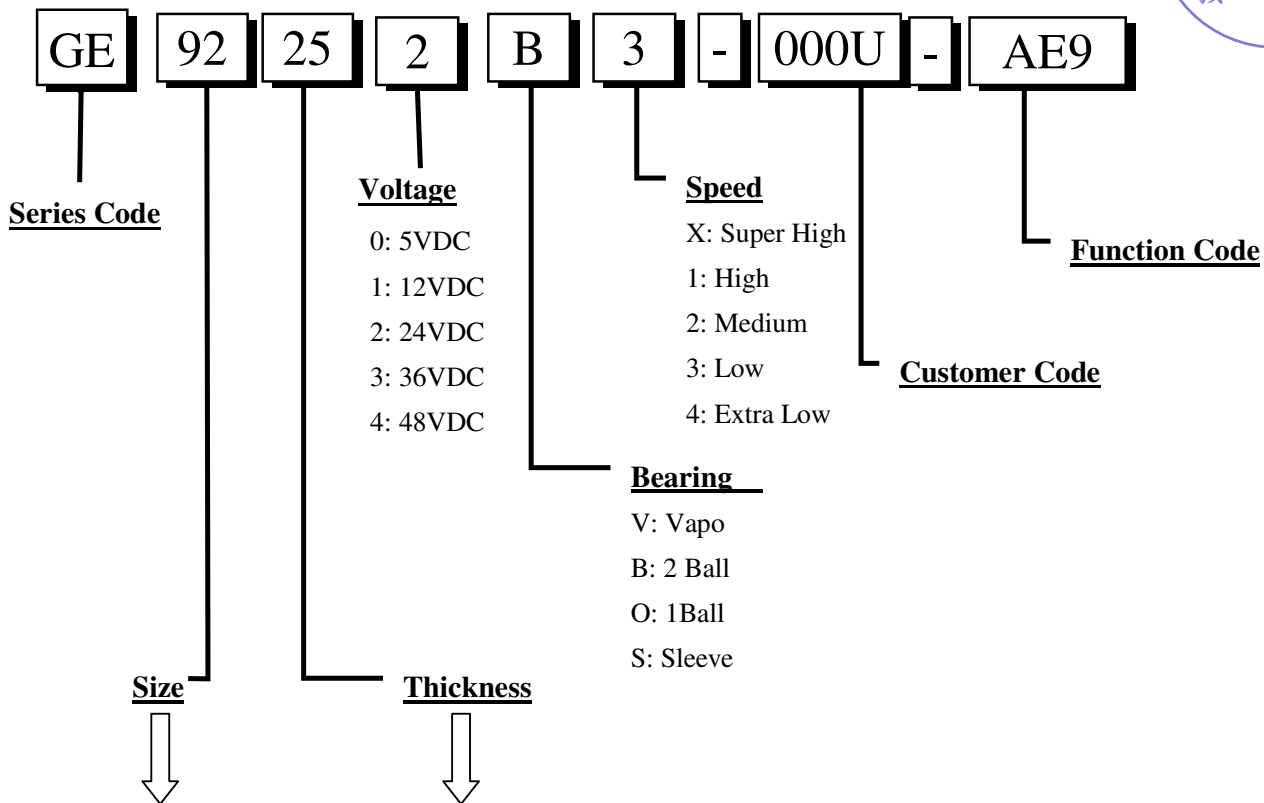 GE 92 25 2 B 3 - 000U - AE9
Series Code
Voltage
0: 5VDC
1: 12VDC
2: 24VDC
3: 36VDC
4: 48VDC
Speed
X: Super High
1: High
2: Medium
3: Low
4: Extra Low
Function Code
Customer Code
Bearing
V: Vapo
B: 2 Ball
O: 1Ball
S: Sleeve
Size
Thickness